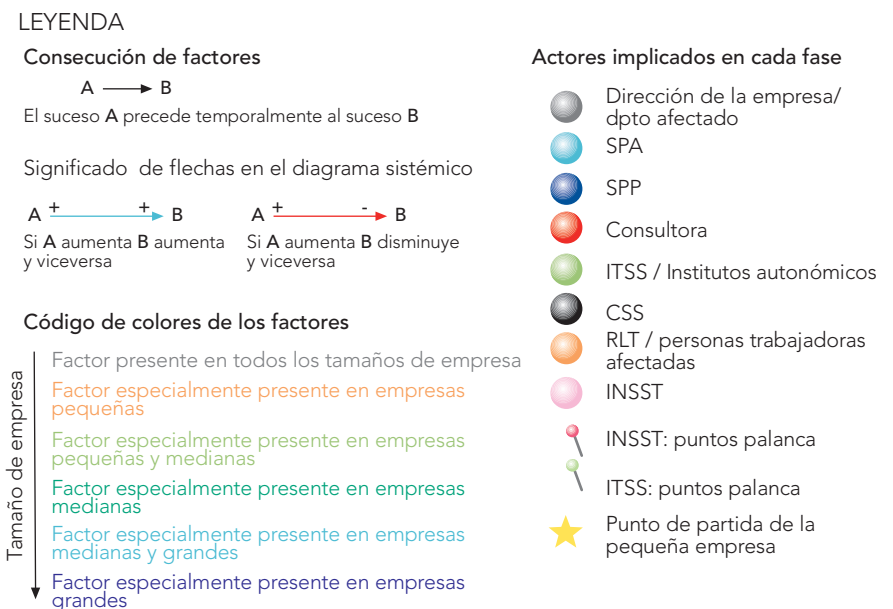 LEYENDA
Consecución de factores
A B
El suceso A precede temporalmente al suceso B
Significado de flechas en el diagrama sistémico
A + + B
Si A aumenta B aumenta
y viceversa
A + - B
Si A aumenta B disminuye
y viceversa
Código de colores de los factores
Tamaño de empresa
Factor presente en todos los tamaños de empresa
Factor especialmente presente en empresas
pequeñas
Factor especialmente presente en empresas
pequeñas y medianas
Factor especialmente presente en empresas
medianas
Factor especialmente presente en empresas
medianas y grandes
Factor especialmente presente en empresas
grandes
Actores implicados en cada fase
Dirección de la empresa/
dpto afectado
SPA
SPP
Consultora
ITSS / Institutos autonómicos
CSS
RLT / personas trabajadoras
afectadas
INSST
INSST: puntos palanca
ITSS: puntos palanca
Punto de partida de la
pequeña empresa